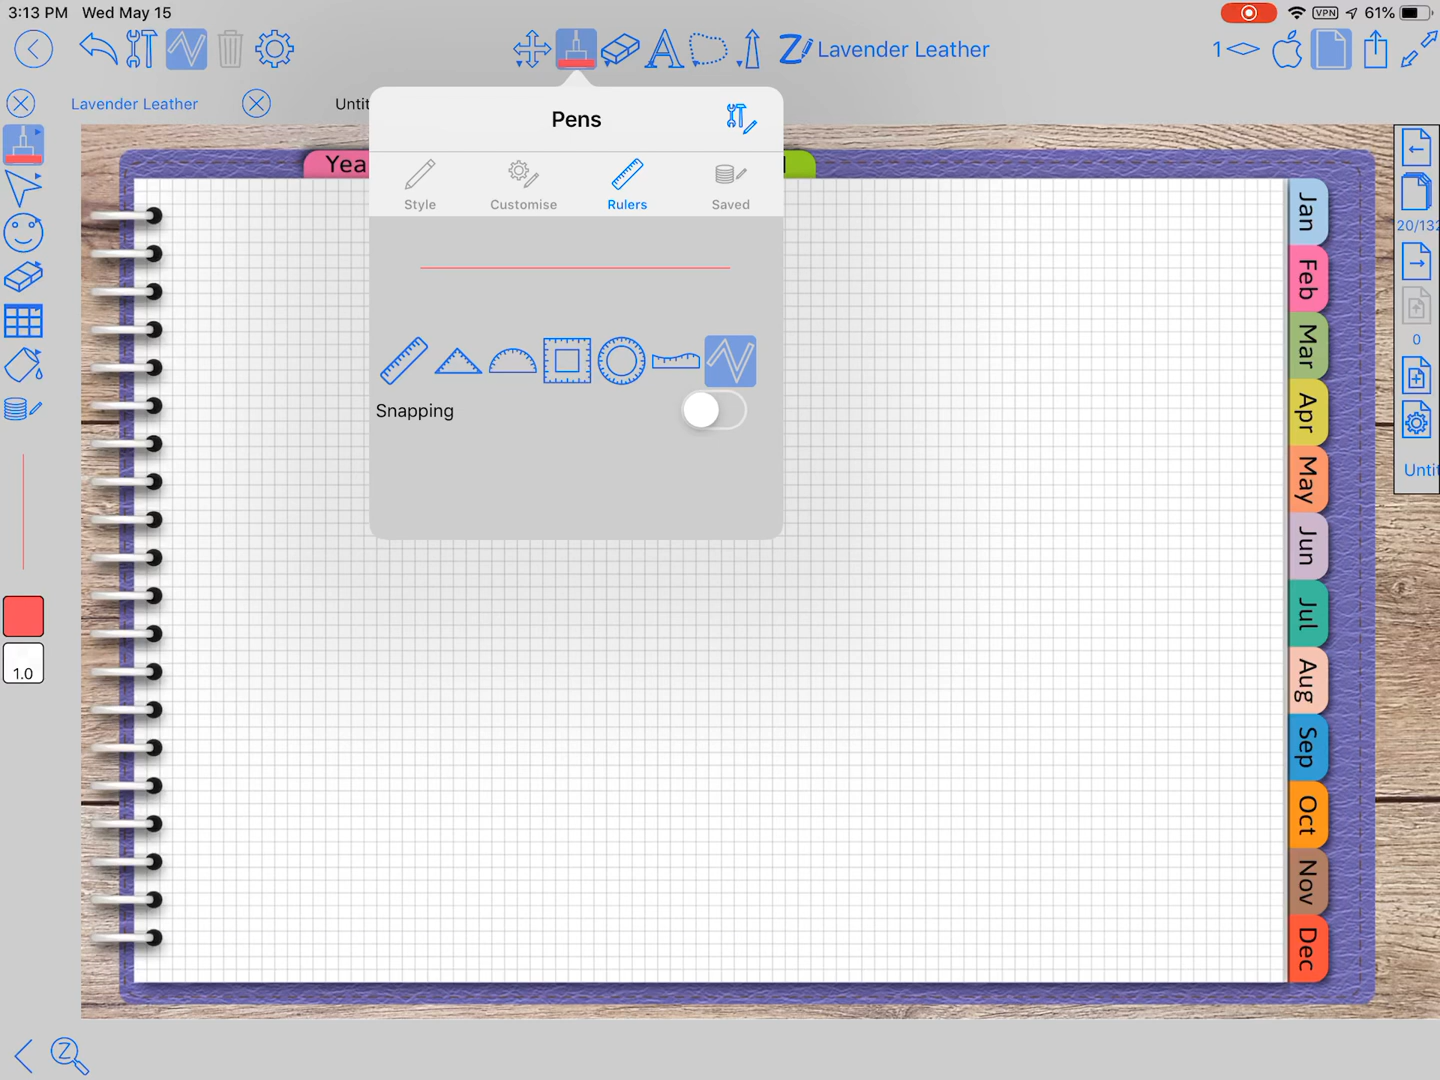 3:13 PM Wed May 15
VPN 61%
Lavender Leather
1
Lavender Leather
Untit
Pens
Style
Customise
Rulers
Saved
Snapping
Yea
Jan
Feb
Mar
Apr
May
Jun
Jul
Aug
Sep
Oct
Nov
Dec
20/132
0
Untit
1.0